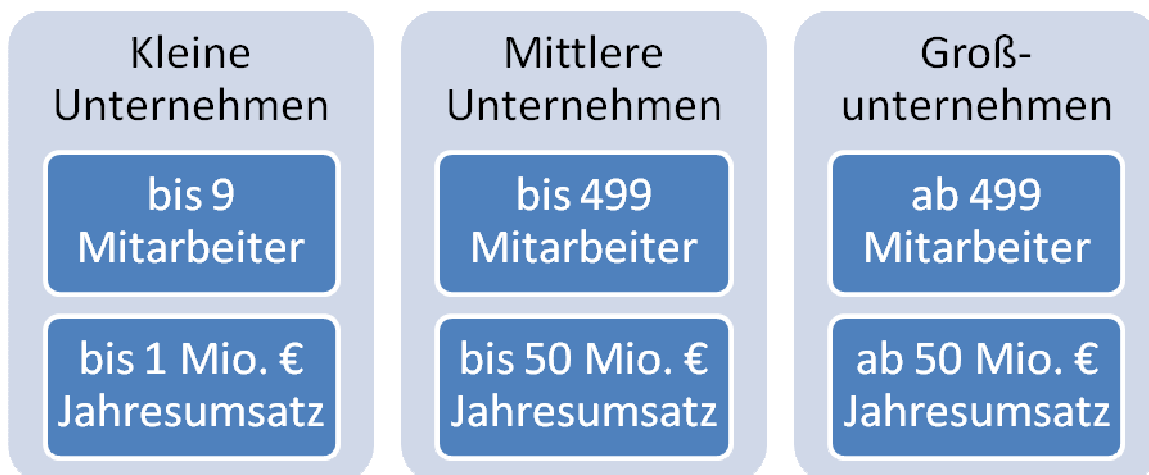 Kleine
Unternehmen
bis 9
Mitarbeiter
bis 1 Mio. €
Jahresumsatz
Mittlere
Unternehmen
bis 499
Mitarbeiter
bis 50 Mio. €
Jahresumsatz
Groß-
unternehmen
ab 499
Mitarbeiter
ab 50 Mio. €
Jahresumsatz